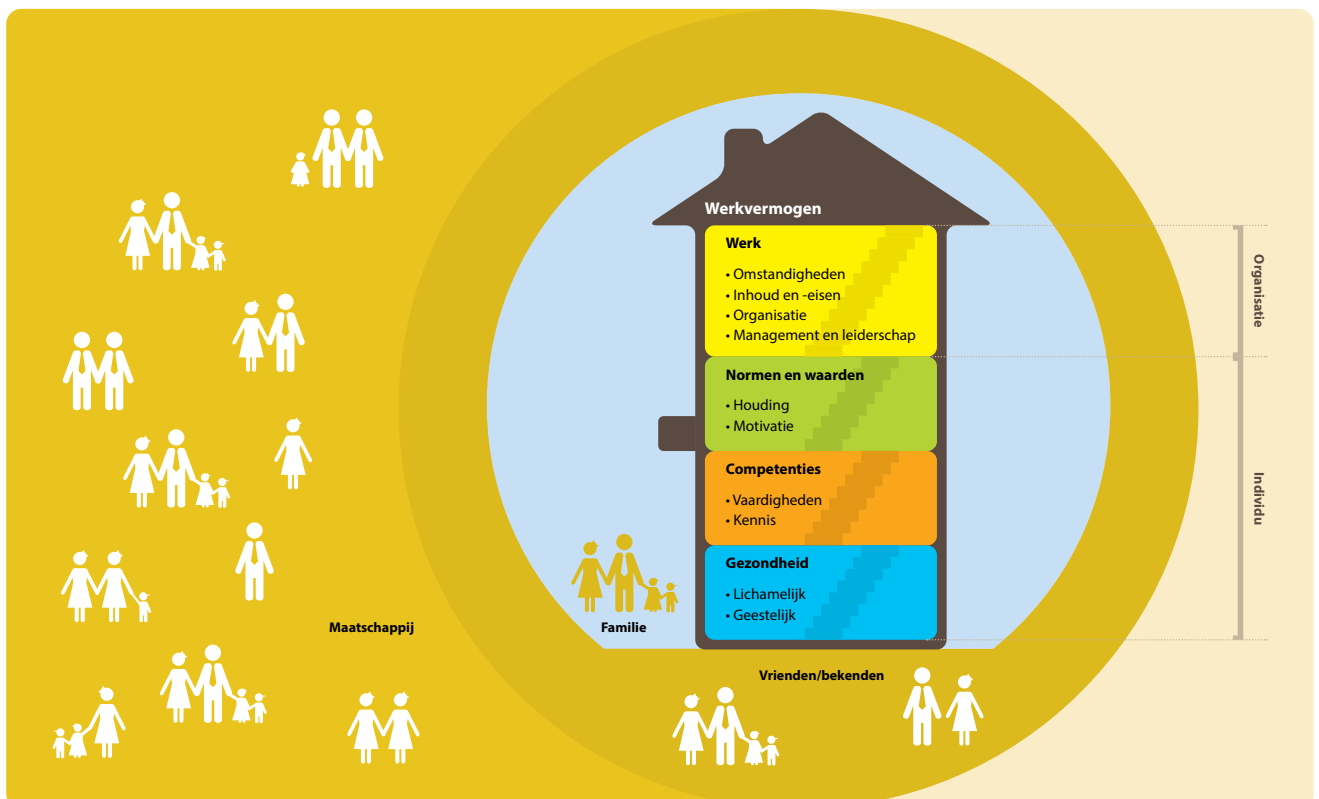 Werkvermogen
Werk
• Omstandigheden
• Inhoud en -eisen
• Organisatie
• Management en leiderschap
Normen en waarden
• Houding
• Motivatie
Competenties
• Vaardigheden
• Kennis
Gezondheid
• Lichamelijk
• Geestelijk
Organisatie
Individu
Maatschappij
Familie
Vrienden/bekenden